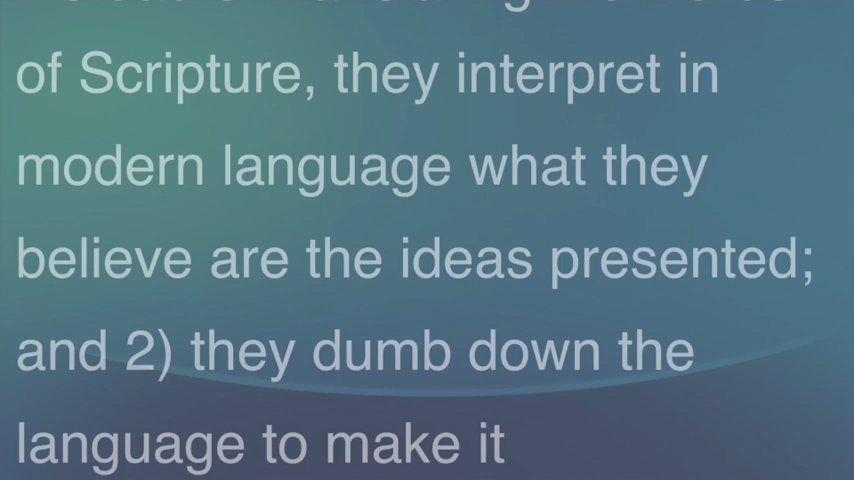 of Scripture, they interpret in
modern language what they
believe are the ideas presented;
and 2) they dumb down the
language to make it